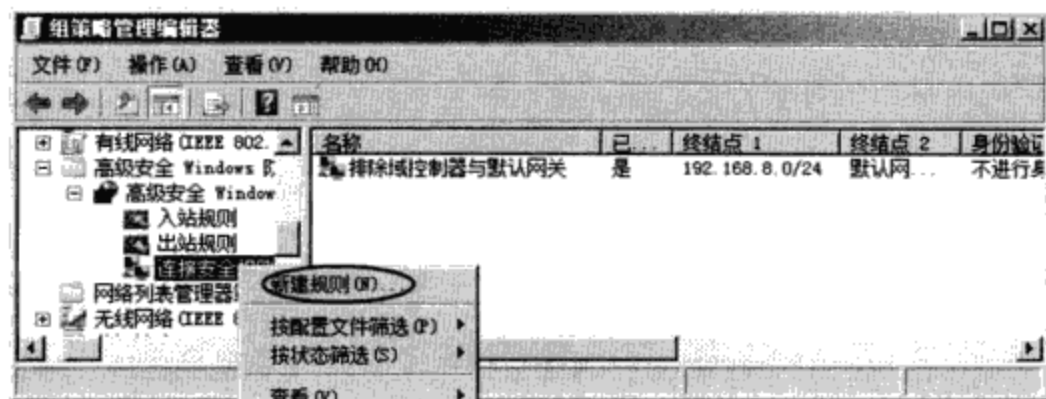 组策略管理编辑器
文件(F) 操作(A) 查看(V) 帮助(H)
名称 已... 终结点 1 终结点 2 身份验证
排除域控制器与默认网关 是 192.168.8.0/24 默认网... 不进行身
有线网络(IEEE 802.
高级安全 Windows 防
高级安全 Window
入站规则
出站规则
连接安全规则
网络列表管理器
无线网络(IEEE 8
新建规则(N)...
按配置文件筛选(P)
按状态筛选(S)
查看(V)